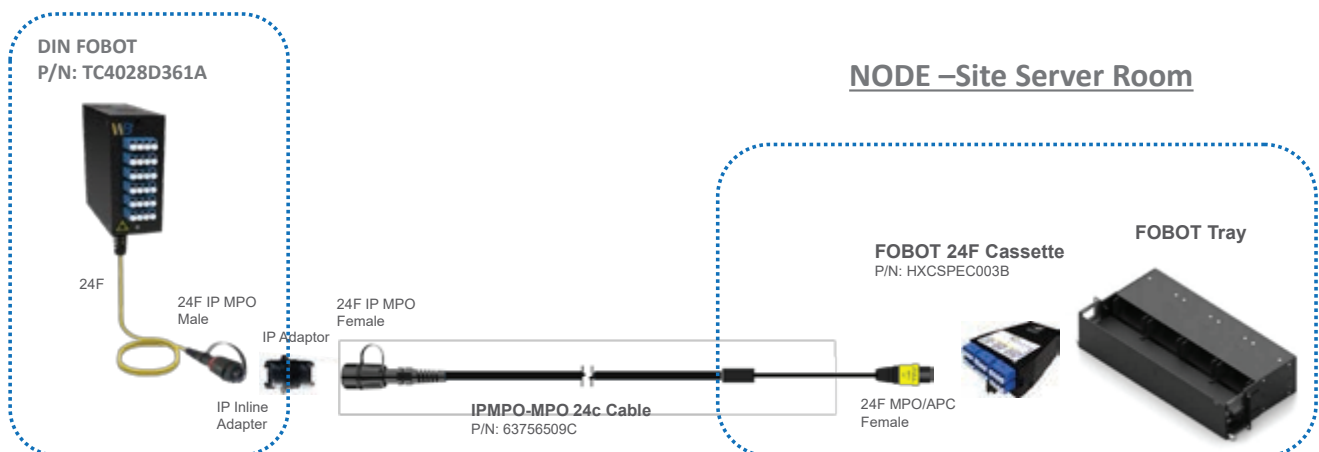 DIN FOBOT
P/N: TC4028D361A
NODE –Site Server Room
24F
24F IP MPO
Male
IP Adaptor
IP Inline
Adapter
24F IP MPO
Female
IPMPO-MPO 24c Cable
P/N: 63756509C
24F MPO/APC
Female
FOBOT 24F Cassette
P/N: HXCSPEC003B
FOBOT Tray